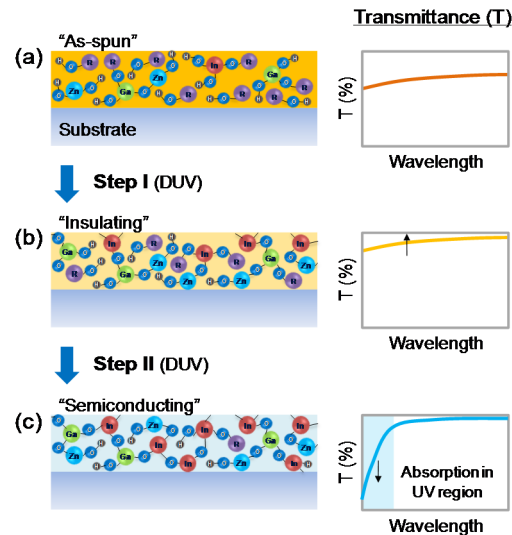 Transmittance (T)
(a)
"As-spun"
Substrate
T (%)
Wavelength
Step I (DUV)
(b)
"Insulating"
T (%)
Wavelength
Step II (DUV)
(c)
"Semiconducting"
T (%)
Absorption in
UV region
Wavelength